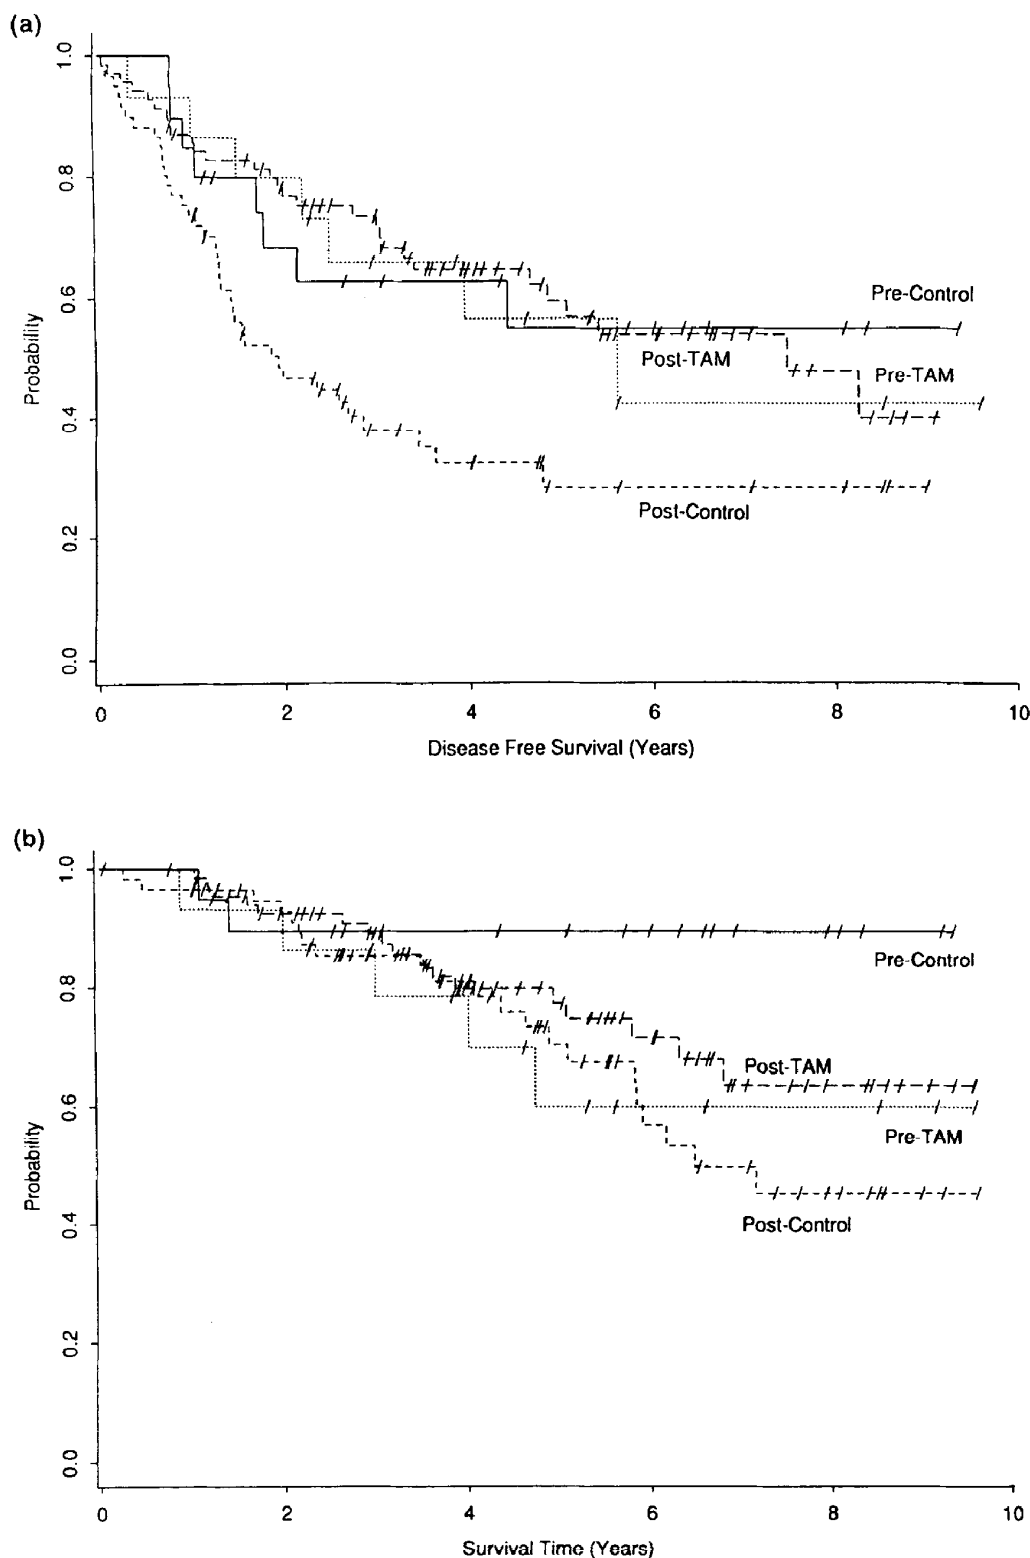 (a)
1.0
0.8
0.6
0.4
0.2
0.0
Probability
Pre-Control
Post-TAM
Pre-TAM
Post-Control
0 2 4 6 8 10
Disease Free Survival (Years)
(b)
1.0
0.8
0.6
0.4
0.2
0.0
Probability
Pre-Control
Post-TAM
Pre-TAM
Post-Control
0 2 4 6 8 10
Survival Time (Years)